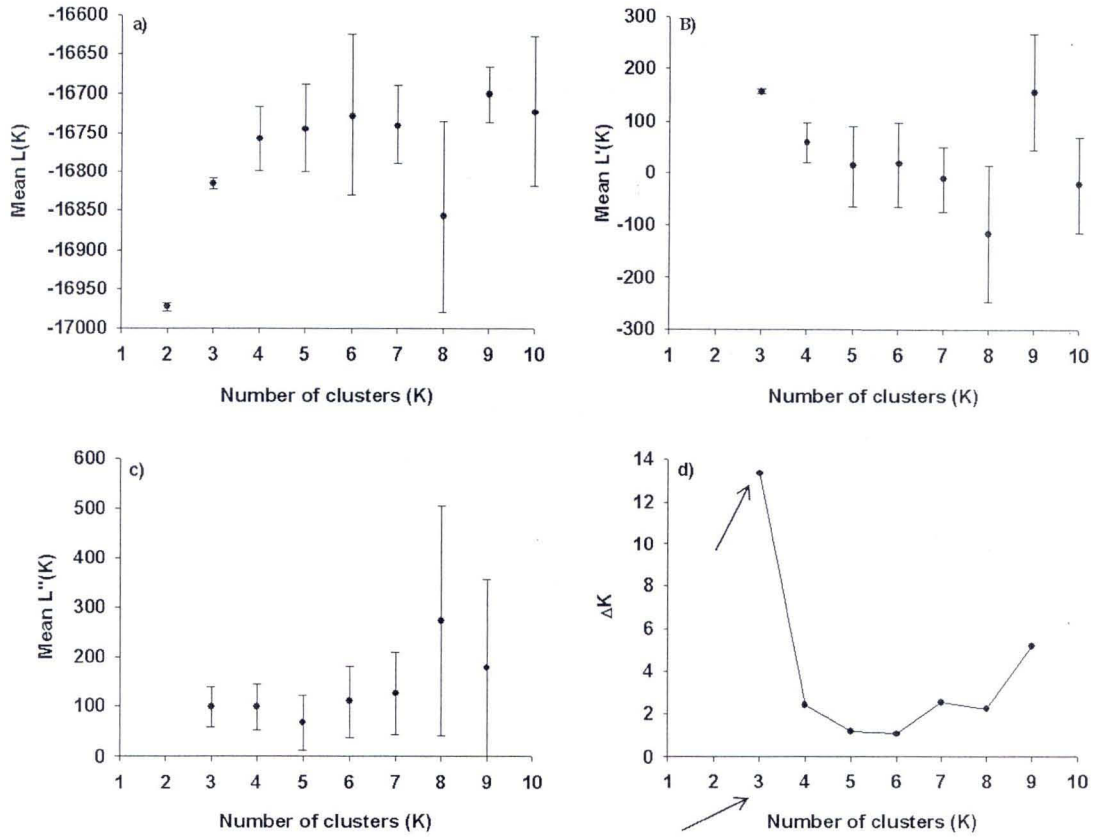 a)
Mean L(K)
-16600
-16650
-16700
-16750
-16800
-16850
-16900
-16950
-17000
1 2 3 4 5 6 7 8 9 10
Number of clusters (K)
B)
Mean L'(K)
300
200
100
0
-100
-200
-300
1 2 3 4 5 6 7 8 9 10
Number of clusters (K)
c)
Mean L"(K)
600
500
400
300
200
100
0
1 2 3 4 5 6 7 8 9 10
Number of clusters (K)
d)
ΔK
14
12
10
8
6
4
2
0
1 2 3 4 5 6 7 8 9 10
Number of clusters (K)